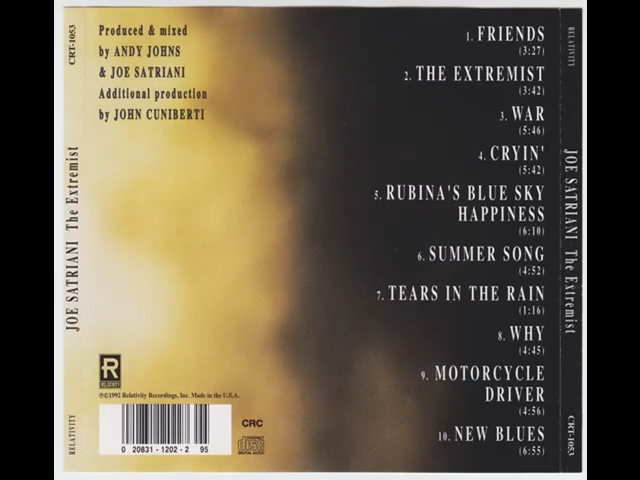 CRT-1053
JOE SATRIANI The Extremist
RELATIVITY
Produced & mixed
by ANDY JOHNS
& JOE SATRIANI
Additional production
by JOHN CUNIBERTI
1. FRIENDS
(3:27)
2. THE EXTREMIST
(3:42)
3. WAR
(5:46)
4. CRYIN'
(5:42)
5. RUBINA'S BLUE SKY
HAPPINESS
(6:10)
6. SUMMER SONG
(4:52)
7. TEARS IN THE RAIN
(1:16)
8. WHY
(4:45)
9. MOTORCYCLE
DRIVER
(4:56)
10. NEW BLUES
(6:55)
R
RELATIVITY
℗©1992 Relativity Recordings, Inc. Made in the U.S.A.
0 20831-1202-2 95
CRC
COMPACT
disc
DIGITAL AUDIO
RELATIVITY
JOE SATRIANI The Extremist
CRT-1053